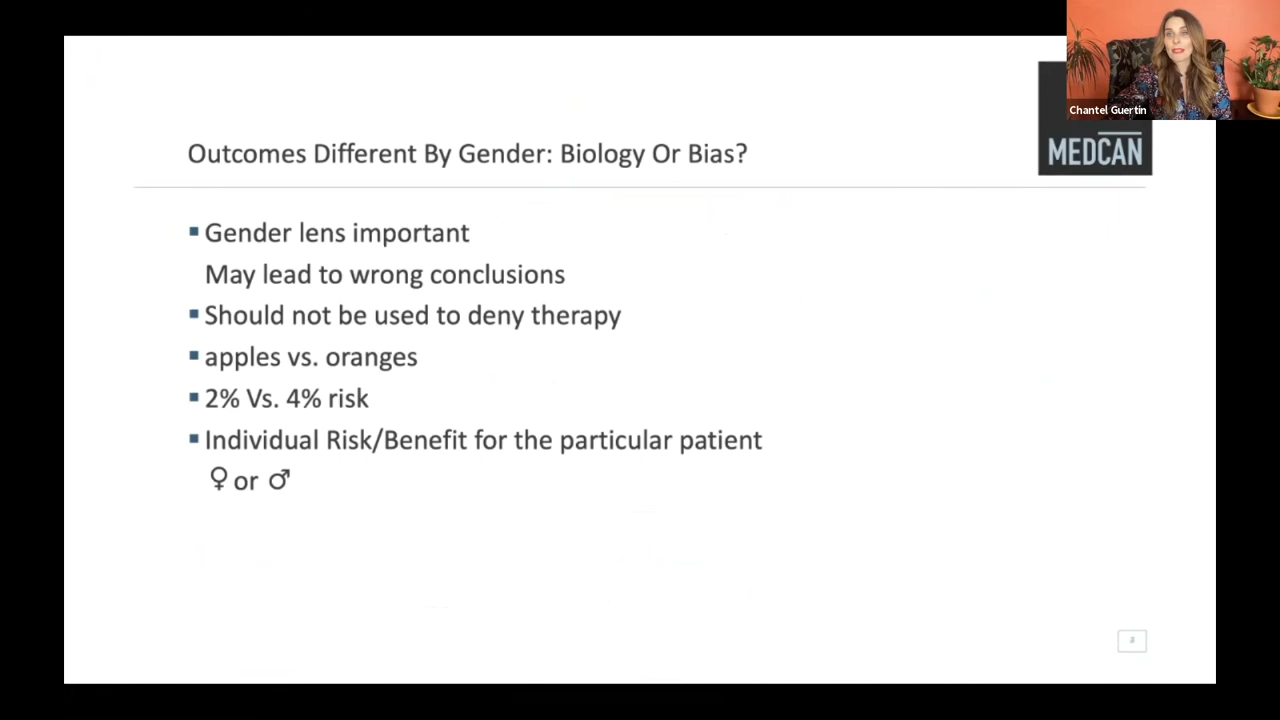 Chantel Guertin
MEDCAN
Outcomes Different By Gender: Biology Or Bias?
▪ Gender lens important
May lead to wrong conclusions
▪ Should not be used to deny therapy
▪ apples vs. oranges
▪ 2% Vs. 4% risk
▪ Individual Risk/Benefit for the particular patient
♀ or ♂